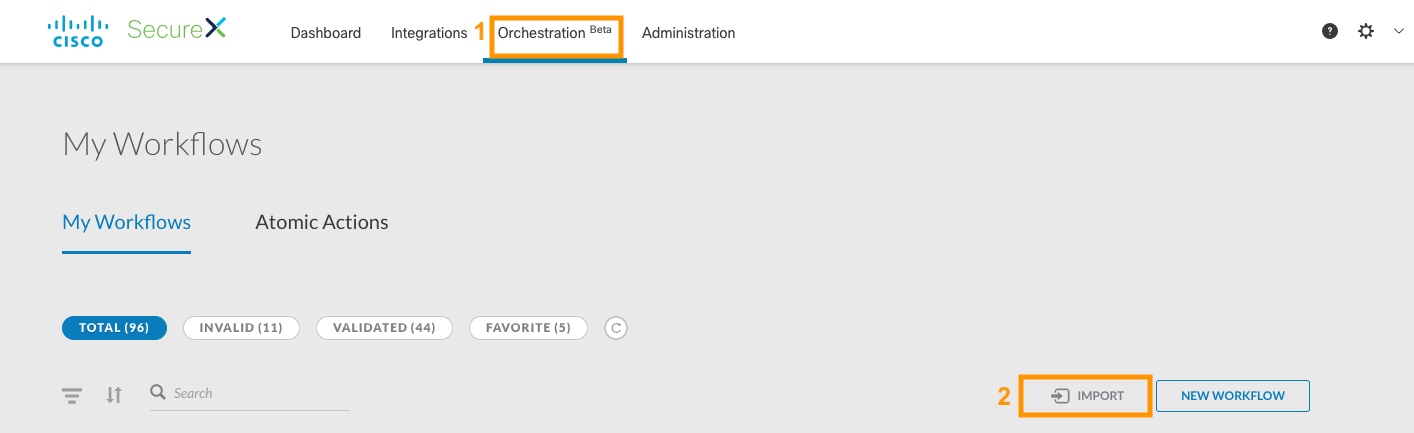 CISCO SecureX Dashboard Integrations 1 Orchestration Beta Administration ?
My Workflows
My Workflows Atomic Actions
TOTAL (96) INVALID (11) VALIDATED (44) FAVORITE (5)
Search 2 IMPORT NEW WORKFLOW